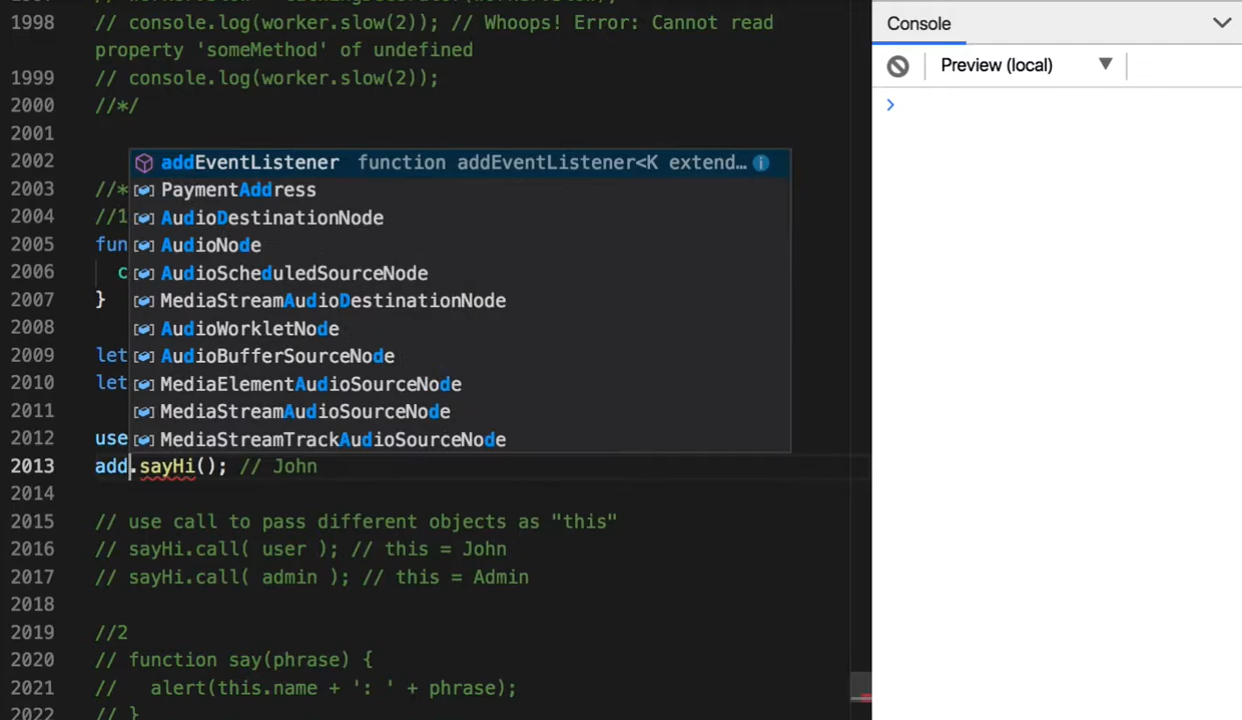 1998 // console.log(worker.slow(2)); // Whoops! Error: Cannot read
property 'someMethod' of undefined
1999 // console.log(worker.slow(2));
2000 //*/
2001
2002
2003 //*
2004 //1
2005 fun
2006 c
2007 }
2008
2009 let
2010 let
2011
2012 use
2013 add.sayHi(); // John
2014
2015 // use call to pass different objects as "this"
2016 // sayHi.call( user ); // this = John
2017 // sayHi.call( admin ); // this = Admin
2018
2019 //2
2020 // function say(phrase) {
2021 //   alert(this.name + ': ' + phrase);
2022 // }
addEventListener function addEventListener<K extend…
PaymentAddress
AudioDestinationNode
AudioNode
AudioScheduledSourceNode
MediaStreamAudioDestinationNode
AudioWorkletNode
AudioBufferSourceNode
MediaElementAudioSourceNode
MediaStreamAudioSourceNode
MediaStreamTrackAudioSourceNode
Console
Preview (local)